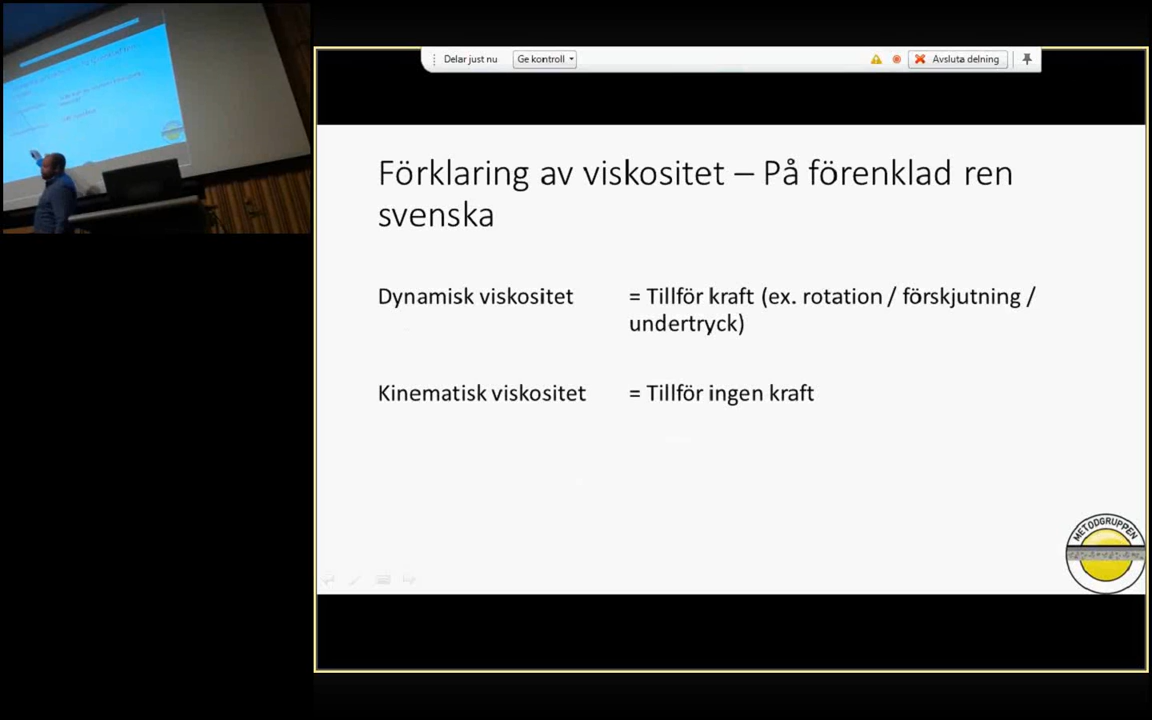 Delar just nu
Ge kontroll
Avsluta delning
Förklaring av viskositet – På förenklad ren
svenska
Dynamisk viskositet = Tillför kraft (ex. rotation / förskjutning /
undertryck)
Kinematisk viskositet = Tillför ingen kraft
METODGRUPPEN